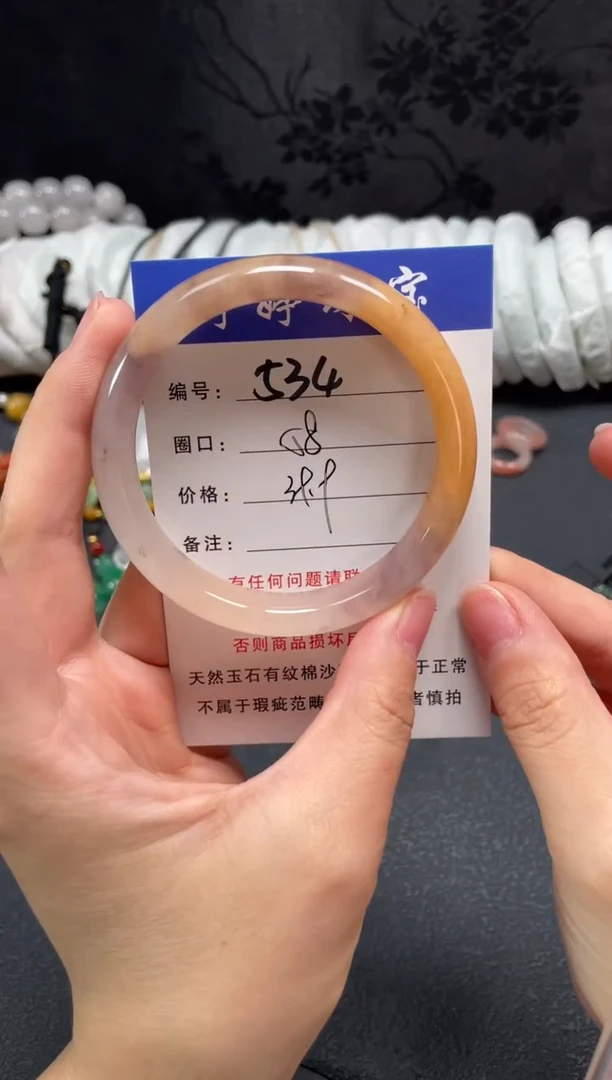 婷 宝
编号： 534
圈口： 58
价格：
备注：
有任何问题请联
否则商品损坏
天然玉石有纹棉沙 于正常
不属于瑕疵范畴 者慎拍